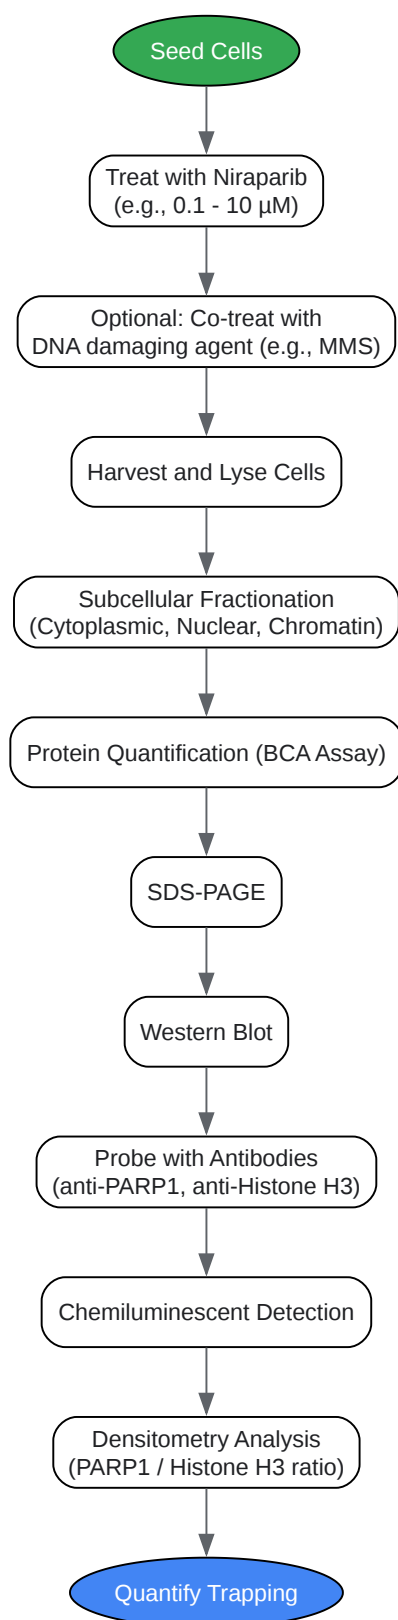 Seed Cells
Treat with Niraparib
(e.g., 0.1 - 10 µM)
Optional: Co-treat with
DNA damaging agent (e.g., MMS)
Harvest and Lyse Cells
Subcellular Fractionation
(Cytoplasmic, Nuclear, Chromatin)
Protein Quantification (BCA Assay)
SDS-PAGE
Western Blot
Probe with Antibodies
(anti-PARP1, anti-Histone H3)
Chemiluminescent Detection
Densitometry Analysis
(PARP1 / Histone H3 ratio)
Quantify Trapping